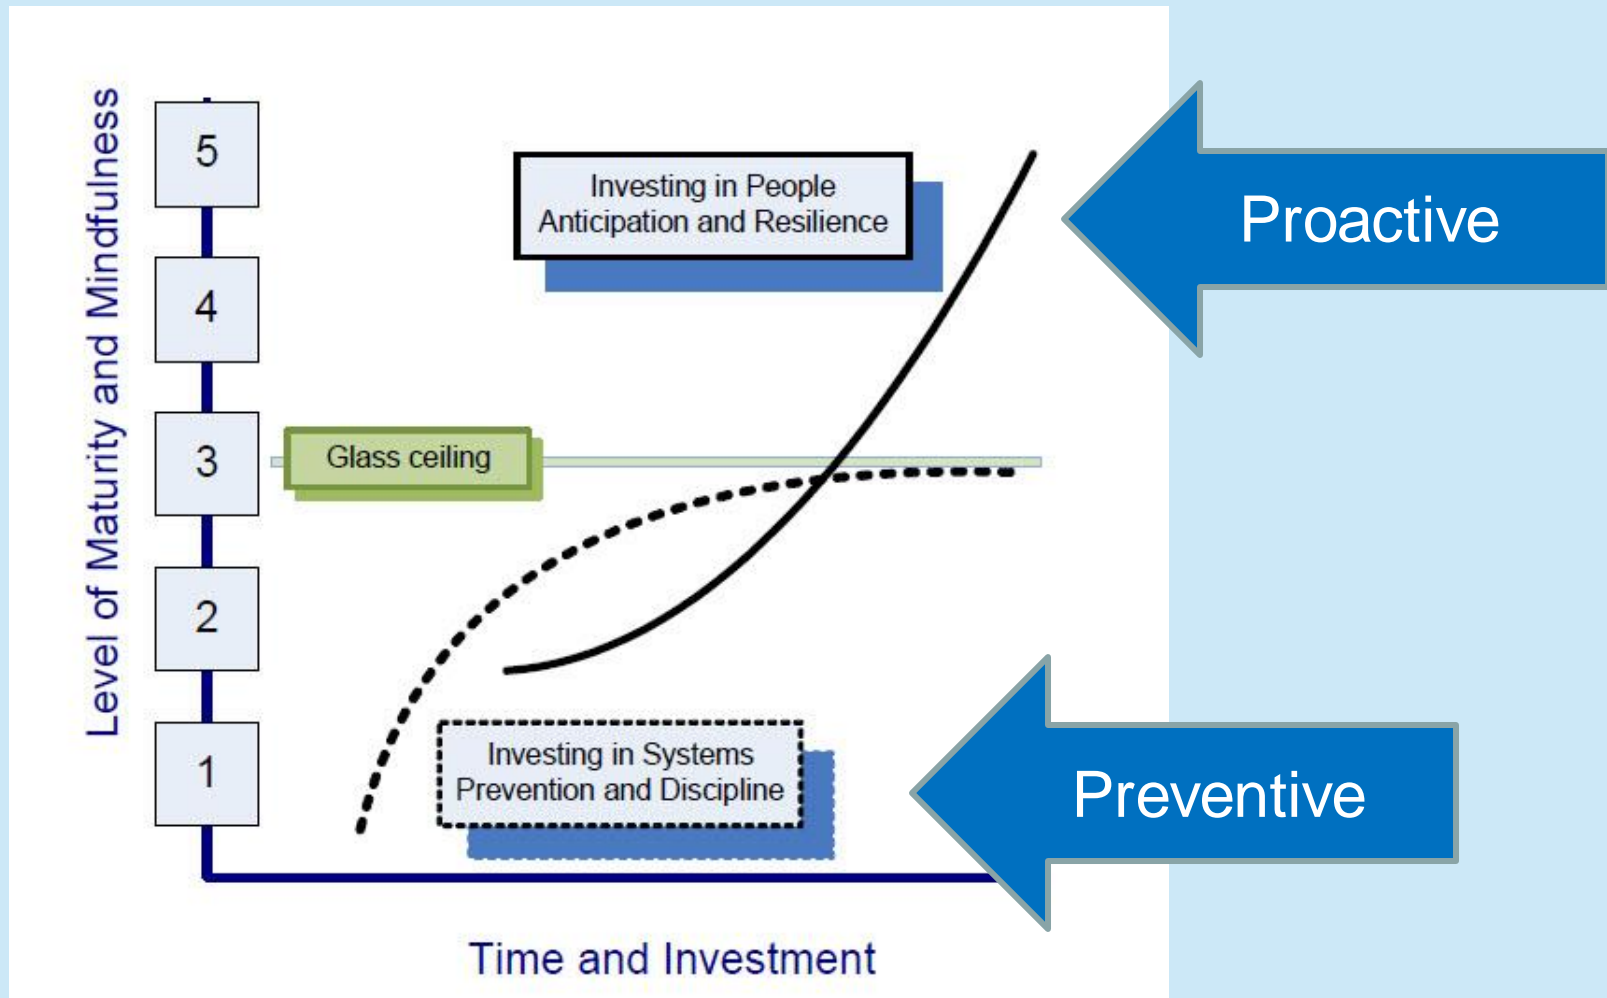 Level of Maturity and Mindfulness
5
4
3
2
1
Investing in People
Anticipation and Resilience
Proactive
Glass ceiling
Investing in Systems
Prevention and Discipline
Preventive
Time and Investment